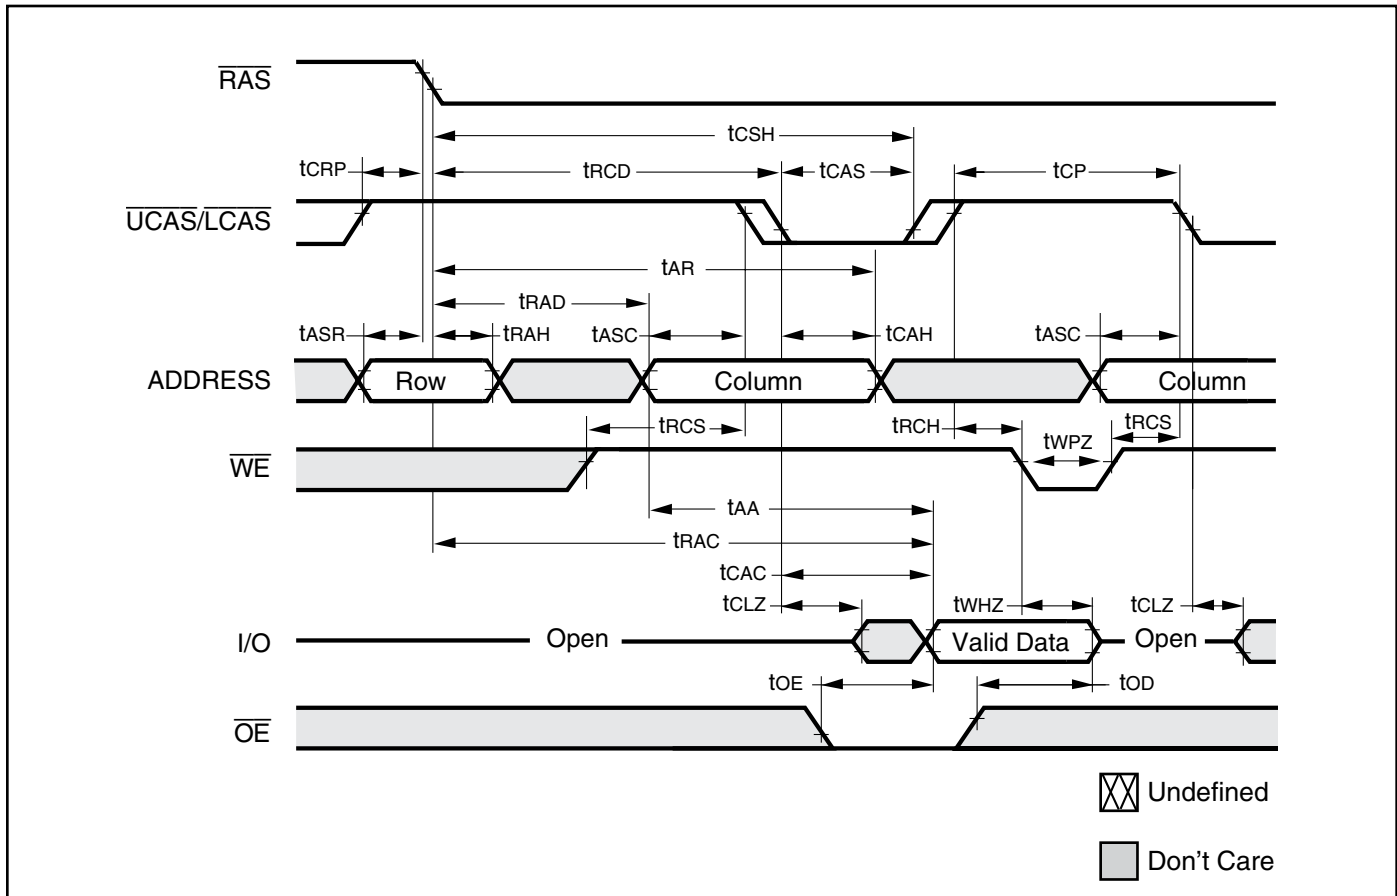 RAS
tCSH
tCRP
tRCD
tCAS
tCP
UCAS/LCAS
tAR
tRAD
tASR
tRAH
tASC
tCAH
tASC
ADDRESS
Row
Column
Column
tRCS
tRCH
tWPZ
tRCS
WE
tAA
tRAC
tCAC
tCLZ
tWHZ
tCLZ
I/O
Open
Valid Data
Open
tOE
tOD
OE
Undefined
Don't Care